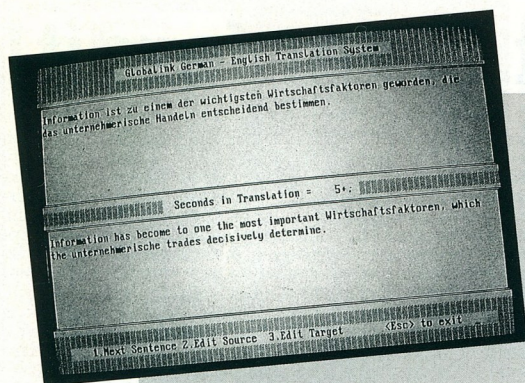 GlobaLink German - English Translation System
Information ist zu einem der wichtigsten Wirtschaftsfaktoren geworden, die
das unternehmerische Handeln entscheidend bestimmen.
Seconds in Translation = 5+;
Information has become to one the most important Wirtschaftsfaktoren, which
the unternehmerische trades decisively determine.
1.Next Sentence 2.Edit Source 3.Edit Target <Esc> to exit